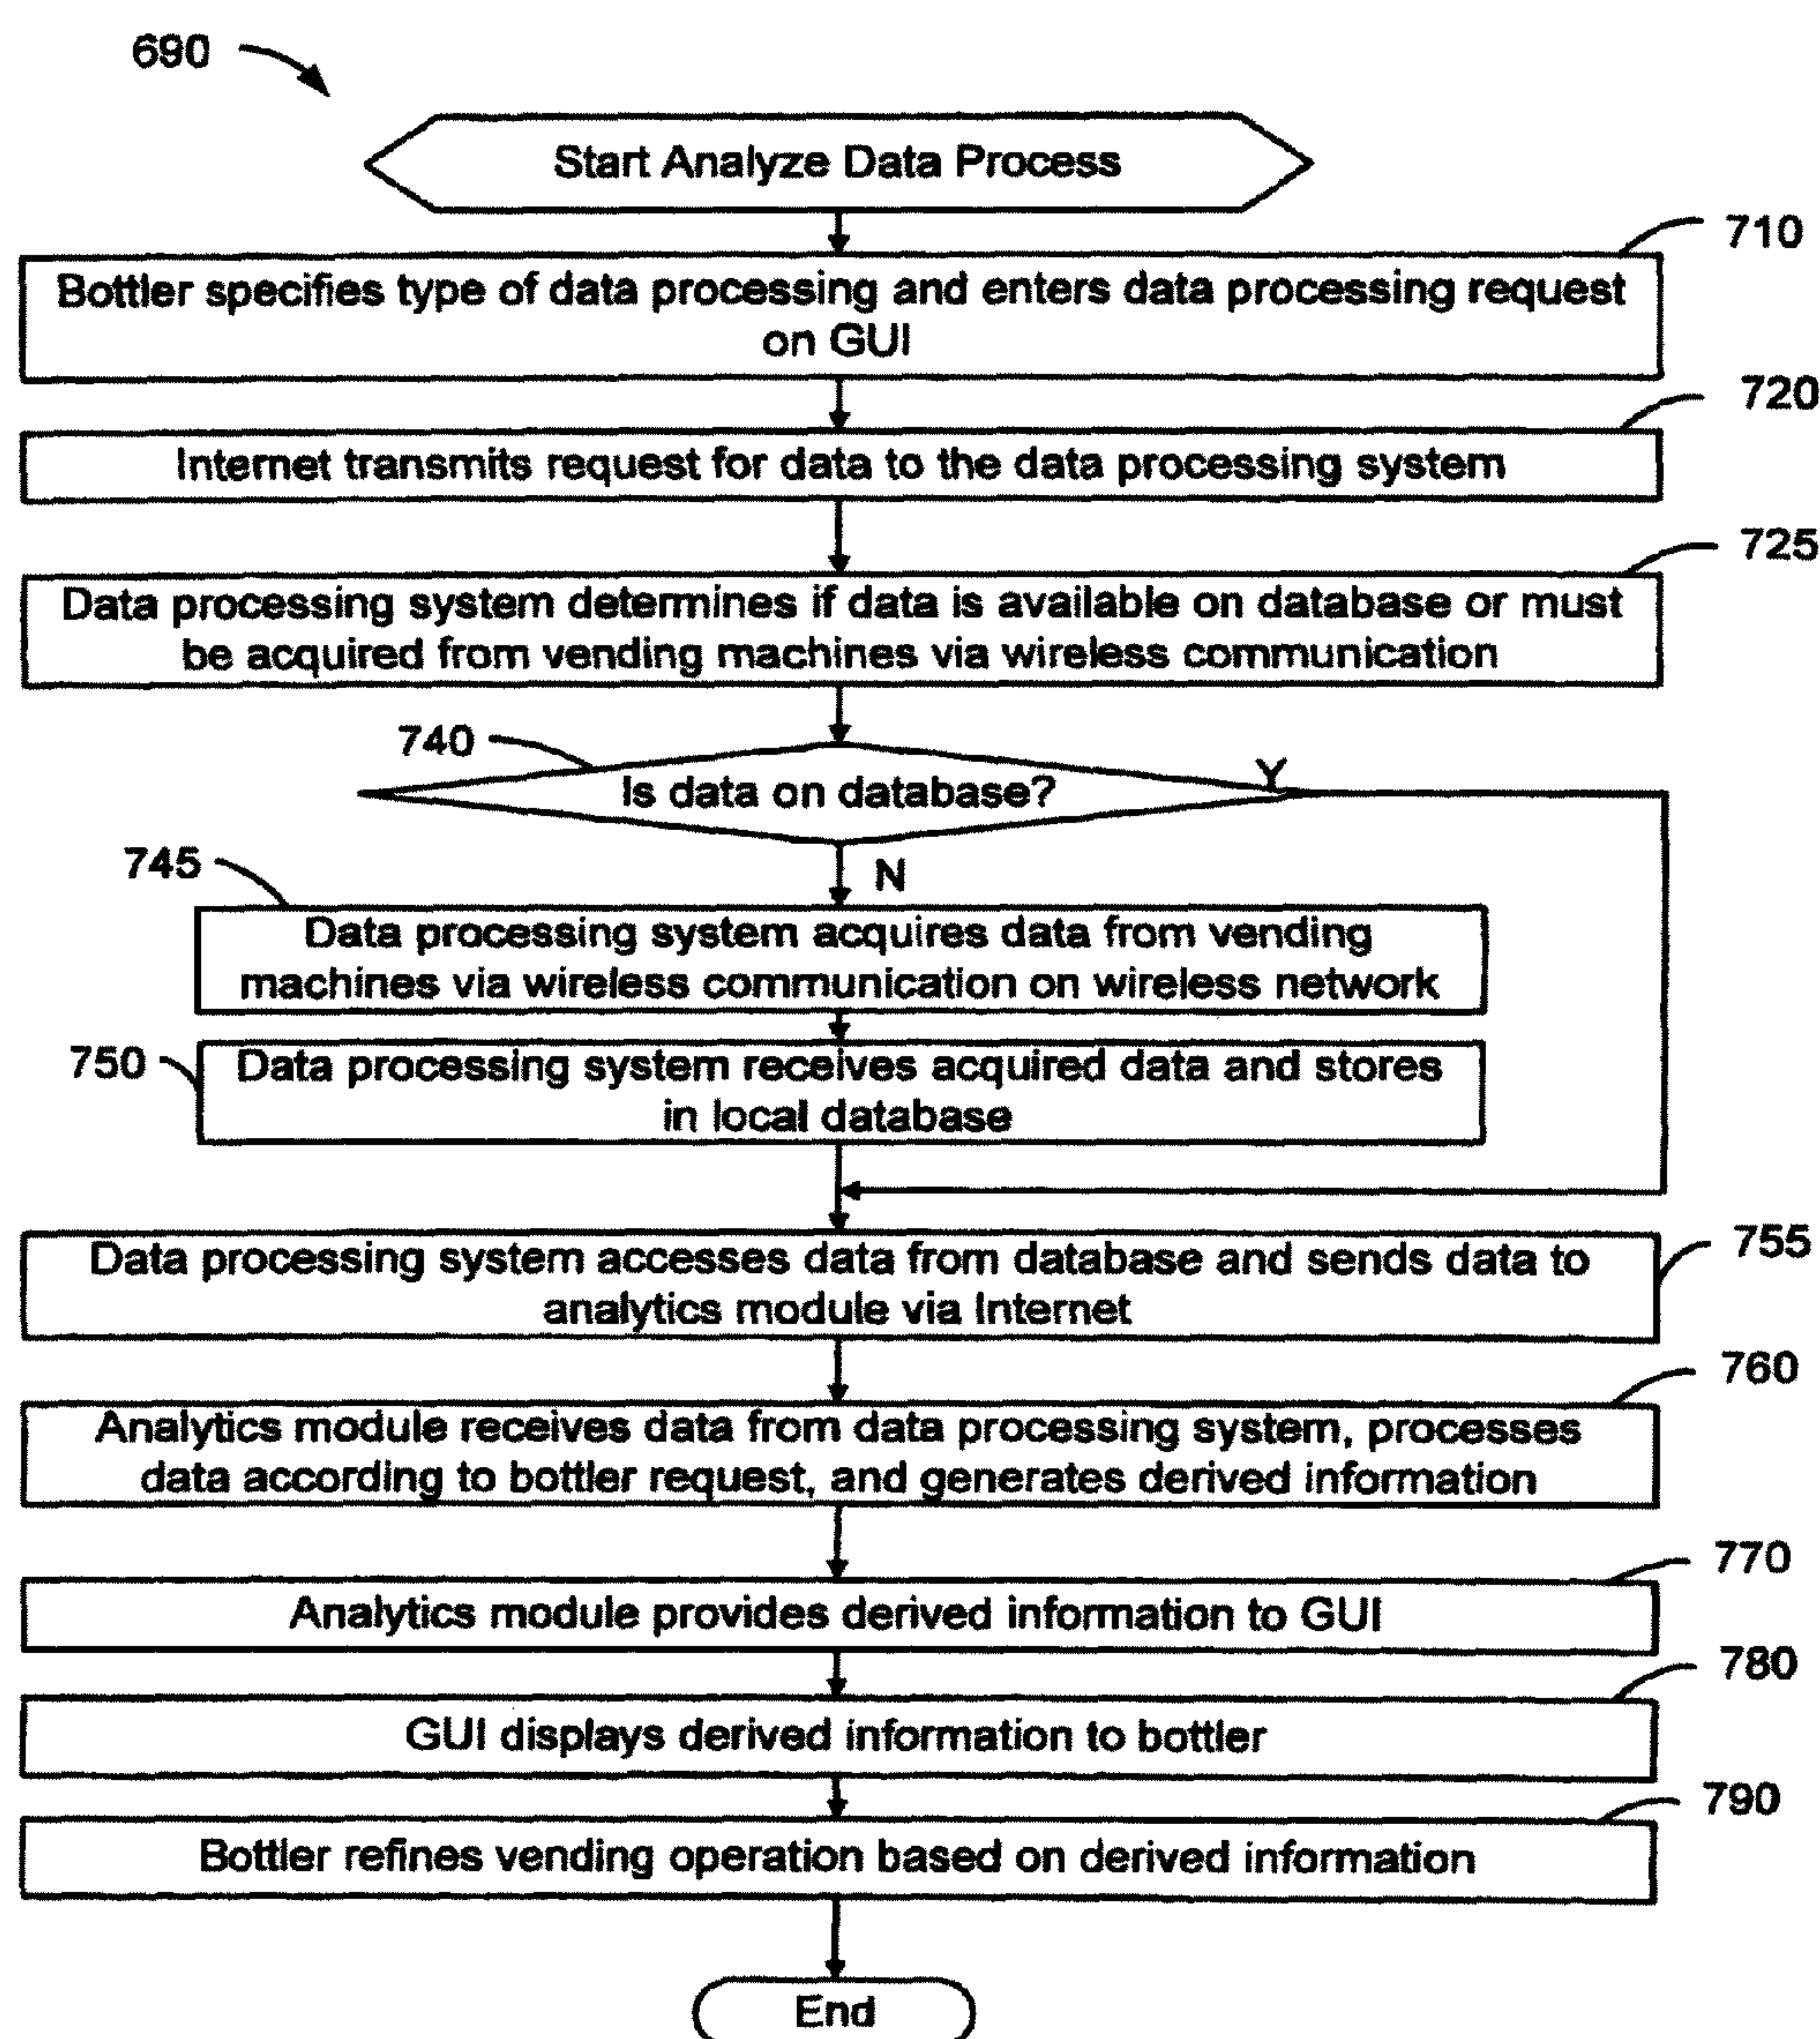 690
Start Analyze Data Process
710
Bottler specifies type of data processing and enters data processing request
on GUI
720
Internet transmits request for data to the data processing system
725
Data processing system determines if data is available on database or must
be acquired from vending machines via wireless communication
740
Is data on database?
Y
N
745
Data processing system acquires data from vending
machines via wireless communication on wireless network
750
Data processing system receives acquired data and stores
in local database
755
Data processing system accesses data from database and sends data to
analytics module via Internet
760
Analytics module receives data from data processing system, processes
data according to bottler request, and generates derived information
770
Analytics module provides derived information to GUI
780
GUI displays derived information to bottler
790
Bottler refines vending operation based on derived information
End